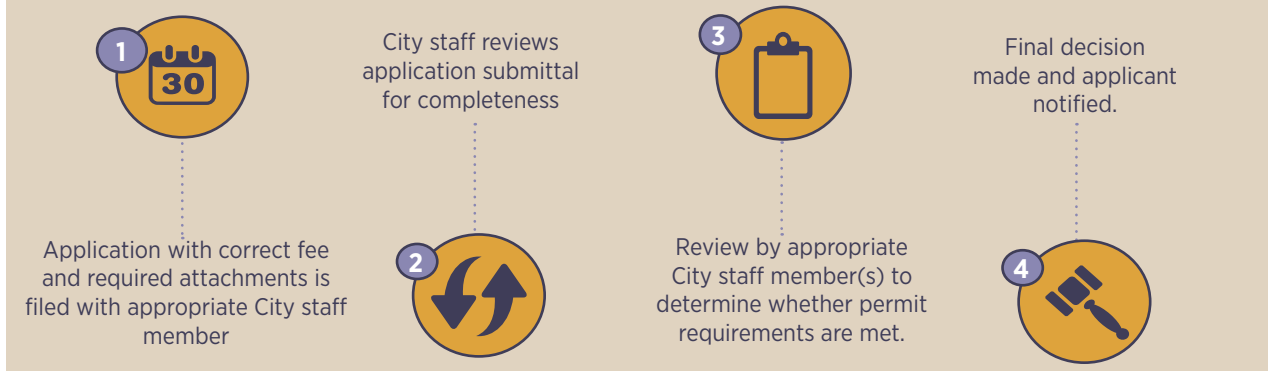 1
30
Application with correct fee
and required attachments is
filed with appropriate City staff
member
City staff reviews
application submittal
for completeness
2
3
Review by appropriate
City staff member(s) to
determine whether permit
requirements are met.
Final decision
made and applicant
notified.
4